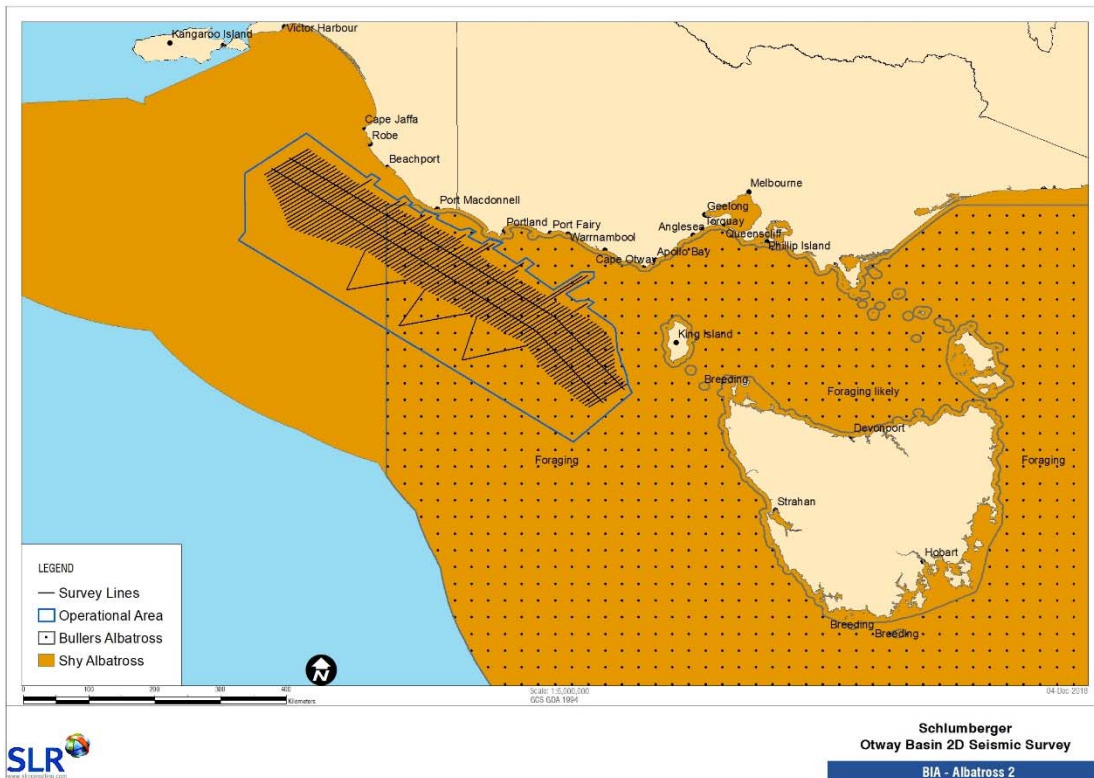 Kangaroo Island
Victor Harbour
Cape Jaffa
Robe
Beachport
Port Macdonnell
Portland
Port Fairy
Warrnambool
Cape Otway
Apollo Bay
Anglesea
Torquay
Geelong
Melbourne
Queenscliff
Phillip Island
King Island
Breeding
Foraging likely
Devonport
Foraging
Foraging
Strahan
Hobart
Breeding
Breeding
LEGEND
Survey Lines
Operational Area
Bullers Albatross
Shy Albatross
N
0 100 200 300 400
Kilometers
Scale: 1:5,000,000
GCS GDA 1994
04-Dec-2018
SLR
Schlumberger
Otway Basin 2D Seismic Survey
BIA - Albatross 2